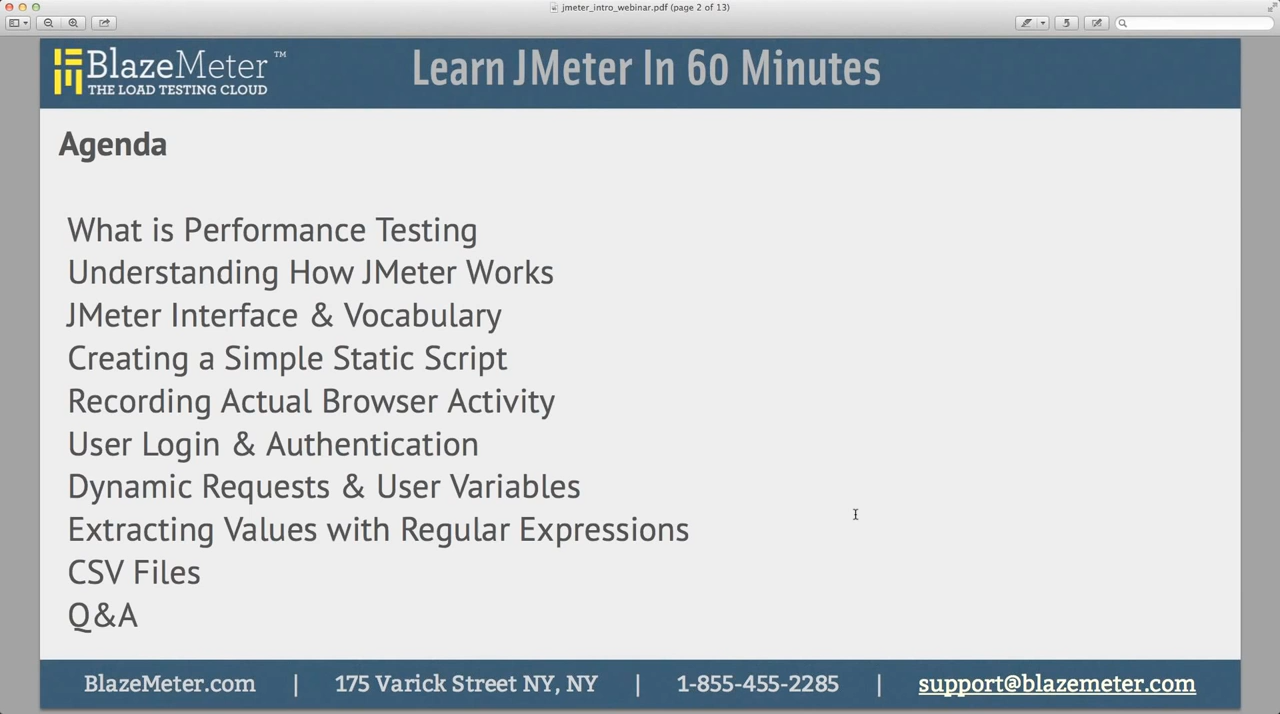 jmeter_intro_webinar.pdf (page 2 of 13)
BlazeMeter™
THE LOAD TESTING CLOUD
Learn JMeter In 60 Minutes
Agenda
What is Performance Testing
Understanding How JMeter Works
JMeter Interface & Vocabulary
Creating a Simple Static Script
Recording Actual Browser Activity
User Login & Authentication
Dynamic Requests & User Variables
Extracting Values with Regular Expressions
CSV Files
Q&A
BlazeMeter.com | 175 Varick Street NY, NY | 1-855-455-2285 | support@blazemeter.com